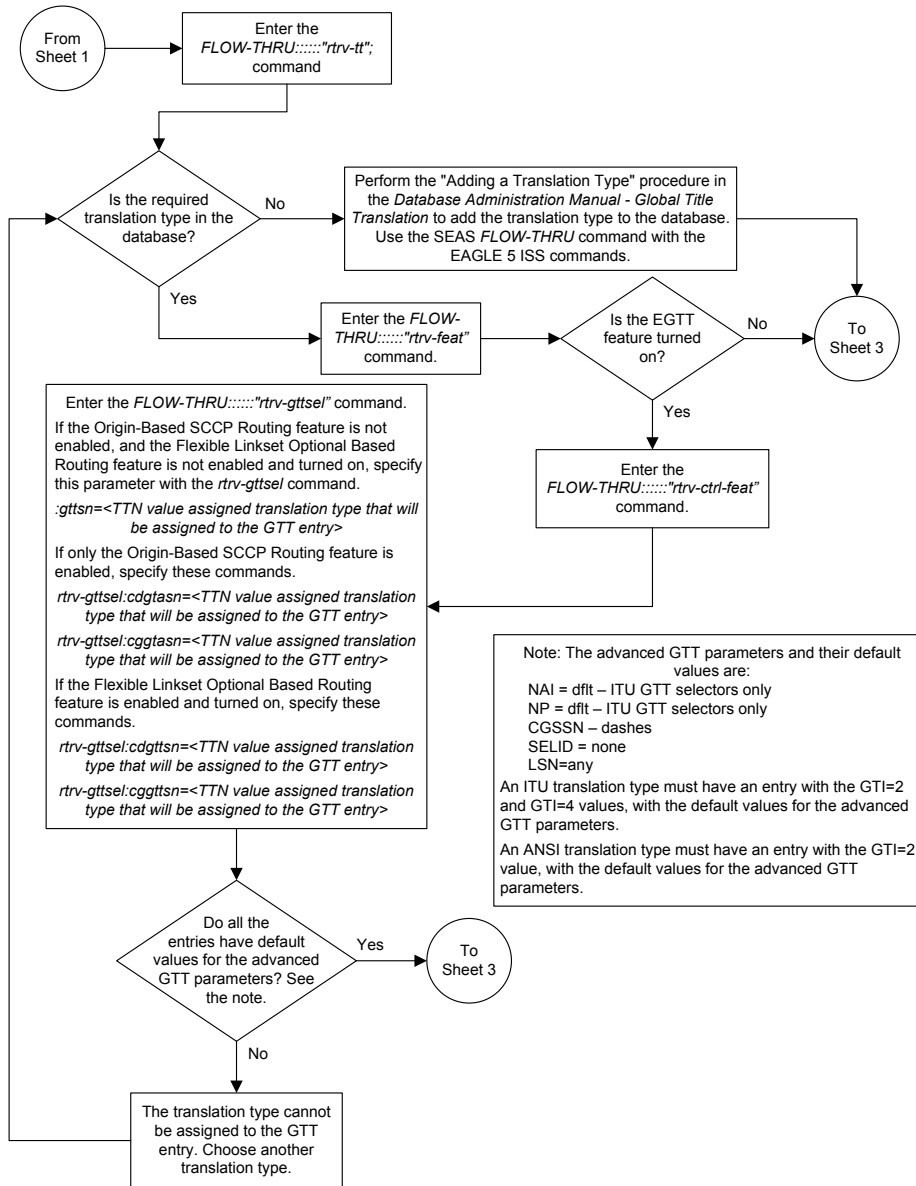 From
Sheet 1
Enter the
FLOW-THRU::::::"rtrv-tt";
command
Is the required
translation type in the
database?
No
Perform the "Adding a Translation Type" procedure in
the Database Administration Manual - Global Title
Translation to add the translation type to the database.
Use the SEAS FLOW-THRU command with the
EAGLE 5 ISS commands.
Yes
Enter the FLOW-
THRU::::::"rtrv-feat”
command.
Is the EGTT
feature turned
on?
No
To
Sheet 3
Yes
Enter the
FLOW-THRU::::::"rtrv-ctrl-feat”
command.
Enter the FLOW-THRU::::::"rtrv-gttsel” command.
If the Origin-Based SCCP Routing feature is not
enabled, and the Flexible Linkset Optional Based
Routing feature is not enabled and turned on, specify
this parameter with the rtrv-gttsel command.
:gttsn=<TTN value assigned translation type that will
be assigned to the GTT entry>
If only the Origin-Based SCCP Routing feature is
enabled, specify these commands.
rtrv-gttsel:cdgtasn=<TTN value assigned translation
type that will be assigned to the GTT entry>
rtrv-gttsel:cggtasn=<TTN value assigned translation
type that will be assigned to the GTT entry>
If the Flexible Linkset Optional Based Routing
feature is enabled and turned on, specify these
commands.
rtrv-gttsel:cdgttsn=<TTN value assigned translation
type that will be assigned to the GTT entry>
rtrv-gttsel:cggttsn=<TTN value assigned translation
type that will be assigned to the GTT entry>
Note: The advanced GTT parameters and their default
values are:
NAI = dflt – ITU GTT selectors only
NP = dflt – ITU GTT selectors only
CGSSN – dashes
SELID = none
LSN=any
An ITU translation type must have an entry with the GTI=2
and GTI=4 values, with the default values for the advanced
GTT parameters.
An ANSI translation type must have an entry with the GTI=2
value, with the default values for the advanced GTT
parameters.
Do all the
entries have default
values for the advanced
GTT parameters? See
the note.
Yes
To
Sheet 3
No
The translation type cannot
be assigned to the GTT
entry. Choose another
translation type.